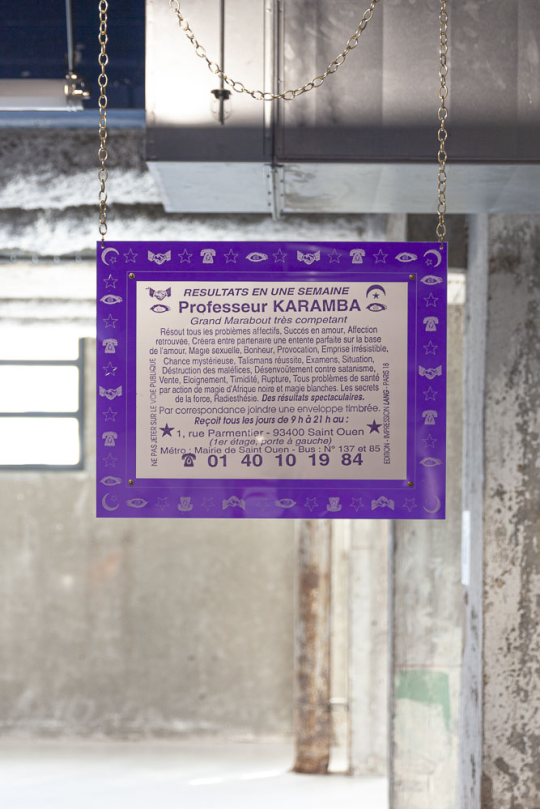 RESULTATS EN UNE SEMAINE
Professeur KARAMBA
Grand Marabout très competant
Résout tous les problèmes affectifs, Succés en amour, Affection
retrouvée, Créera entre partenaire une entente parfaite sur la base
de l'amour, Magie sexuelle, Bonheur, Provocation, Emprise irrésistible,
Chance mystérieuse, Talismans réussite, Examens, Situation,
Destruction des maléfices, Désenvoûtement contre satanisme,
Vente, Eloignement, Timidité, Rupture, Tous problèmes de santé
par action de magie d'Afrique noire et magie blanches. Les secrets
de la force, Radiesthésie. Des résultats spectaculaires.
Par correspondance joindre une enveloppe timbrée.
Reçoit tous les jours de 9 h à 21 h au :
1, rue Parmentier - 93400 Saint Ouen
(1er étage, porte à gauche)
Métro : Mairie de Saint Ouen - Bus : N° 137 et 85
01 40 10 19 84
NE PAS JETER SUR LE VOIE PUBLIQUE
EDITION - IMPRESSION LANG - PARIS 18